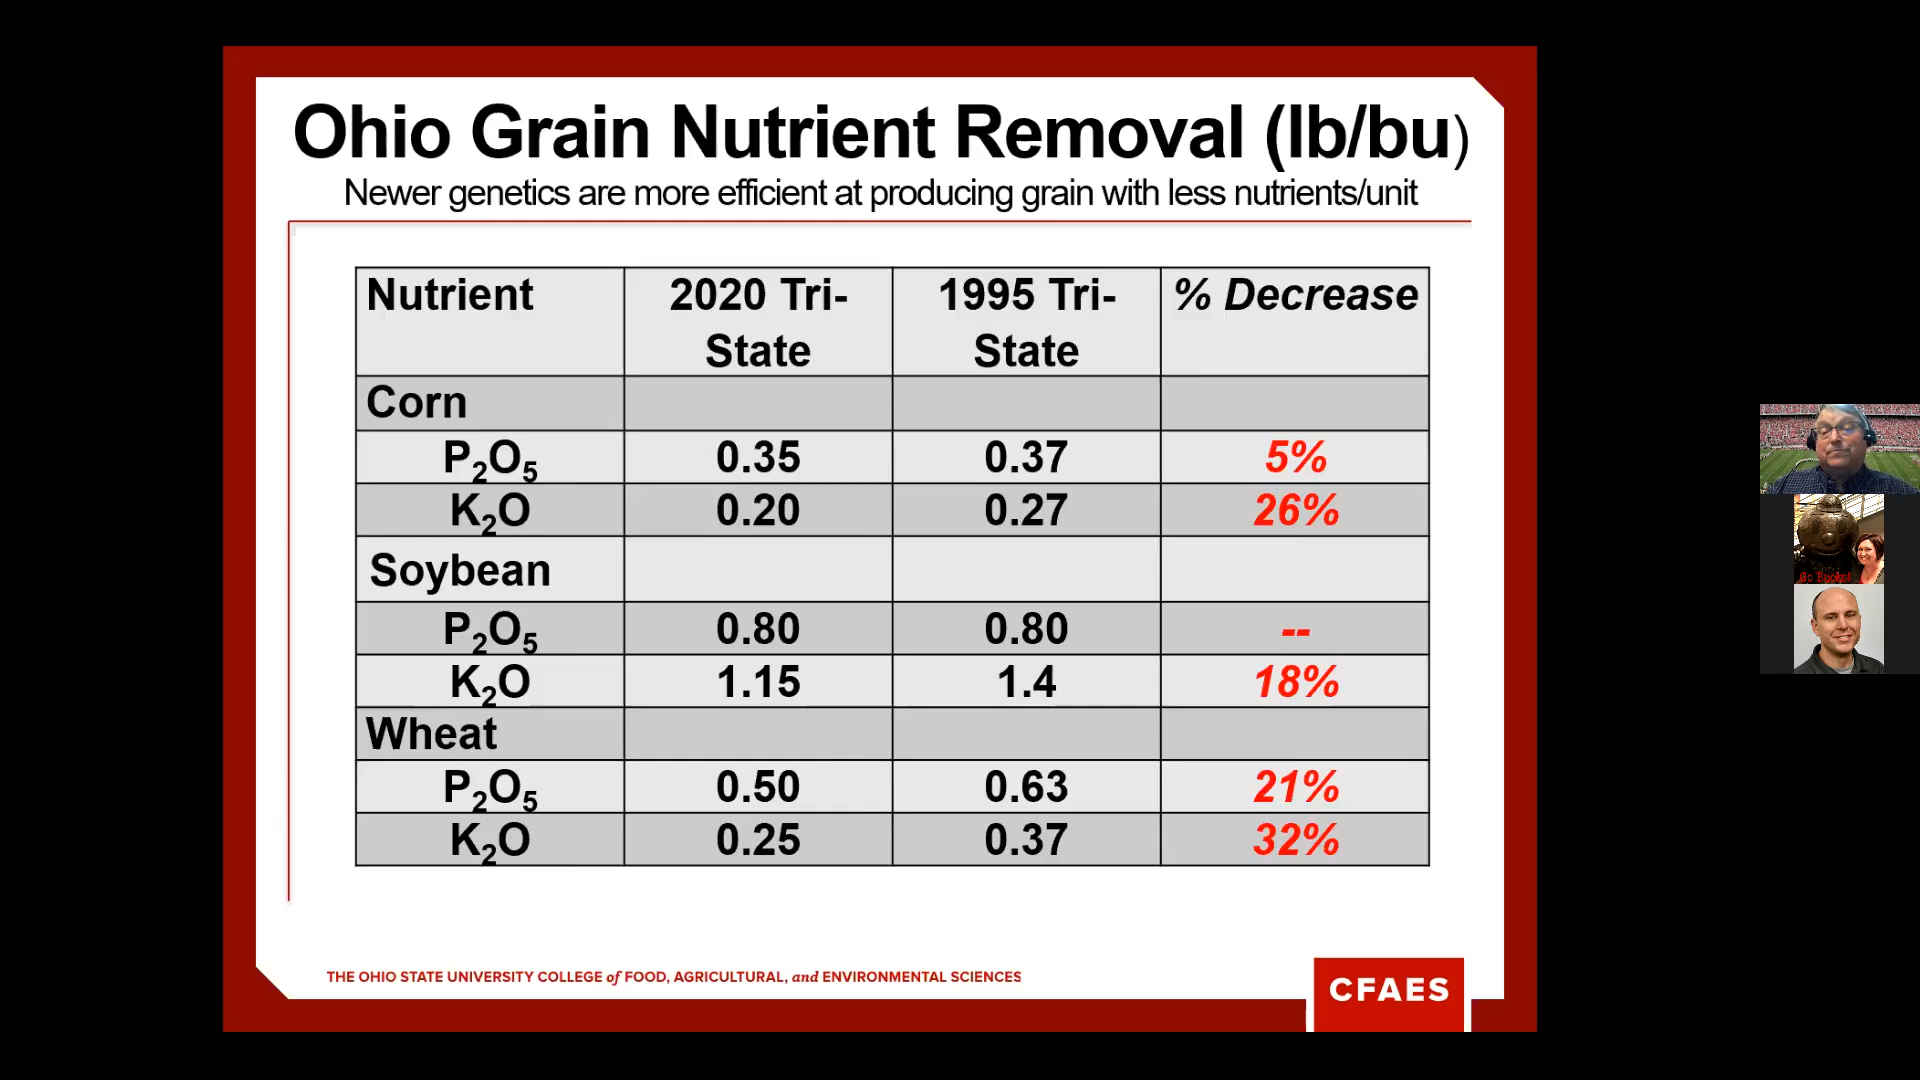 Ohio Grain Nutrient Removal (lb/bu)
Newer genetics are more efficient at producing grain with less nutrients/unit
Nutrient 2020 Tri-State 1995 Tri-State % Decrease
Corn
P₂O₅ 0.35 0.37 5%
K₂O 0.20 0.27 26%
Soybean
P₂O₅ 0.80 0.80 --
K₂O 1.15 1.4 18%
Wheat
P₂O₅ 0.50 0.63 21%
K₂O 0.25 0.37 32%
THE OHIO STATE UNIVERSITY COLLEGE of FOOD, AGRICULTURAL, and ENVIRONMENTAL SCIENCES
CFAES
Go Bucks!